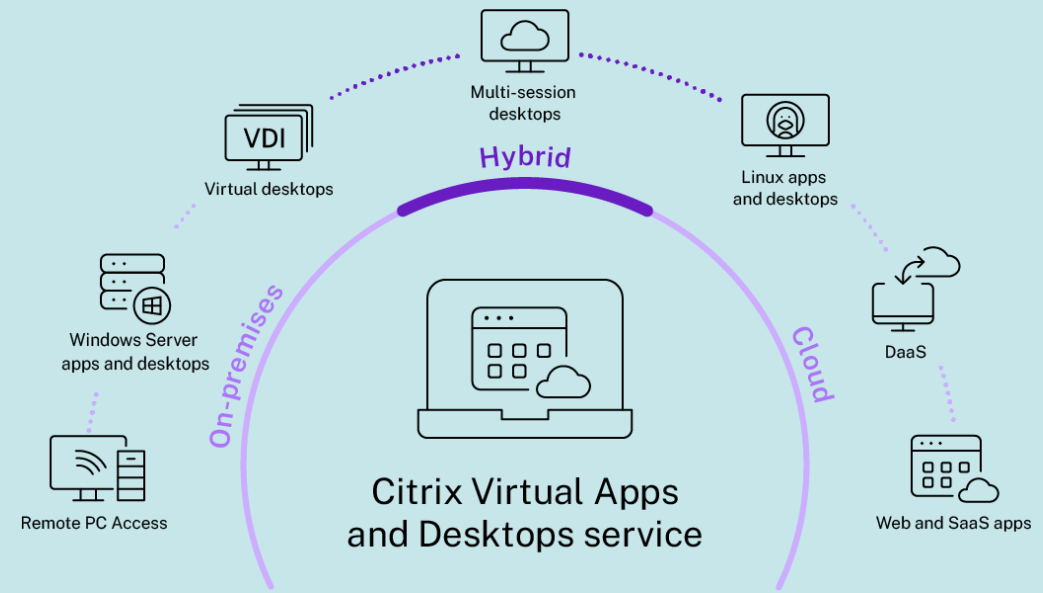 Multi-session
desktops
Hybrid
VDI
Virtual desktops
Linux apps
and desktops
Windows Server
apps and desktops
On-premises
Cloud
DaaS
Remote PC Access
Web and SaaS apps
Citrix Virtual Apps
and Desktops service